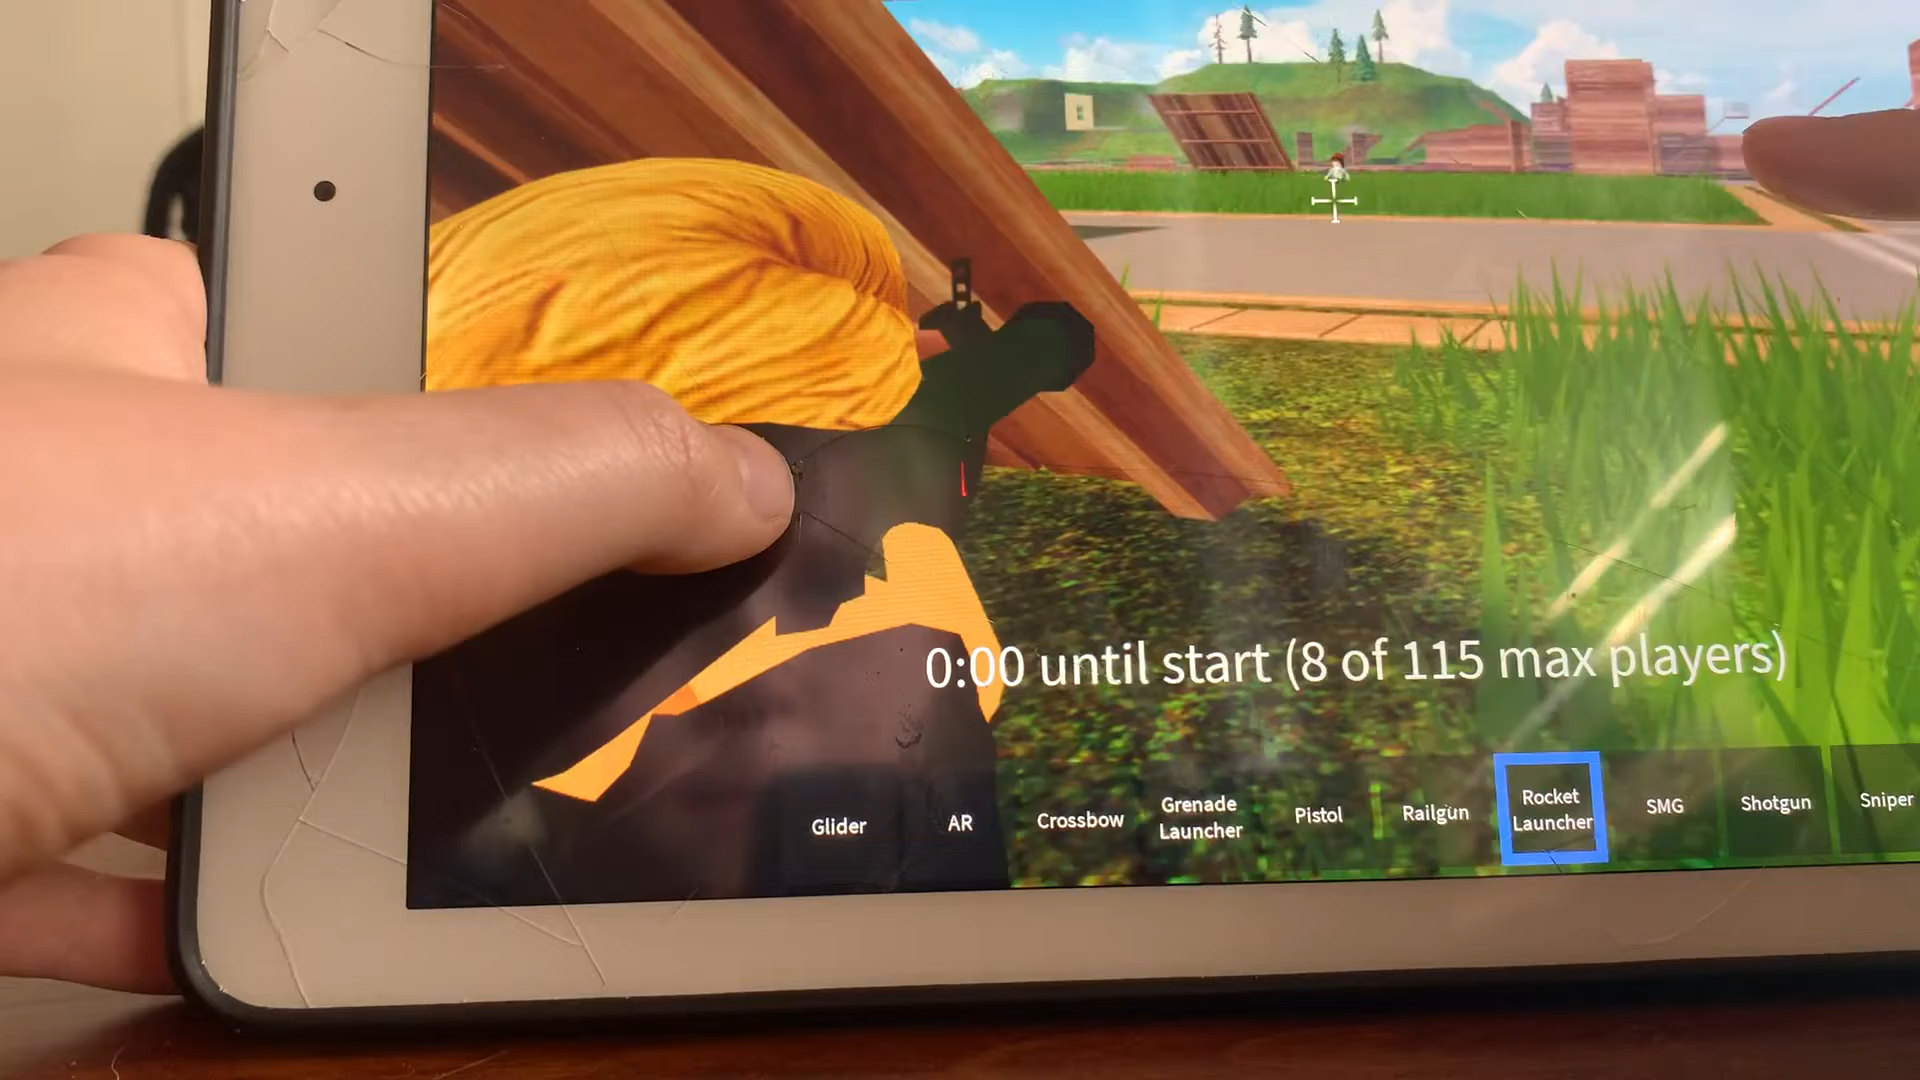 0:00 until start (8 of 115 max players)
Glider
AR
Crossbow
Grenade
Launcher
Pistol
Railgun
Rocket
Launcher
SMG
Shotgun
Sniper